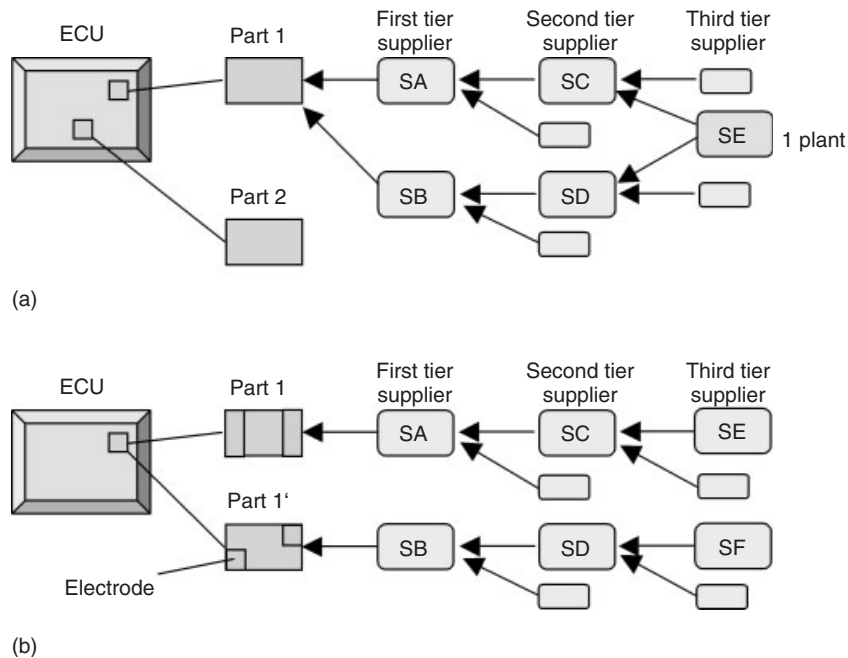 ECU
Part 1
First tier
supplier
Second tier
supplier
Third tier
supplier
SA
SC
SE
1 plant
Part 2
SB
SD
(a)
ECU
Part 1
First tier
supplier
Second tier
supplier
Third tier
supplier
SA
SC
SE
Part 1‘
SB
SD
SF
Electrode
(b)